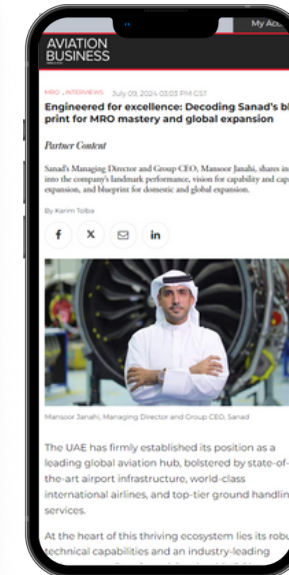 My Acc
AVIATION
BUSINESS
MRO , INTERVIEWS July 09, 2024 03:03 PM GST
Engineered for excellence: Decoding Sanad's bl
print for MRO mastery and global expansion
Partner Content
Sanad's Managing Director and Group CEO, Mansoor Janahi, shares in
into the company's landmark performance, vision for capability and cap
expansion, and blueprint for domestic and global expansion.
By Karim Tolba
f X in
Mansoor Janahi, Managing Director and Group CEO, Sanad
The UAE has firmly established its position as a
leading global aviation hub, bolstered by state-of-
the-art airport infrastructure, world-class
international airlines, and top-tier ground handlin
services.
At the heart of this thriving ecosystem lies its robu
technical capabilities and an industry-leading